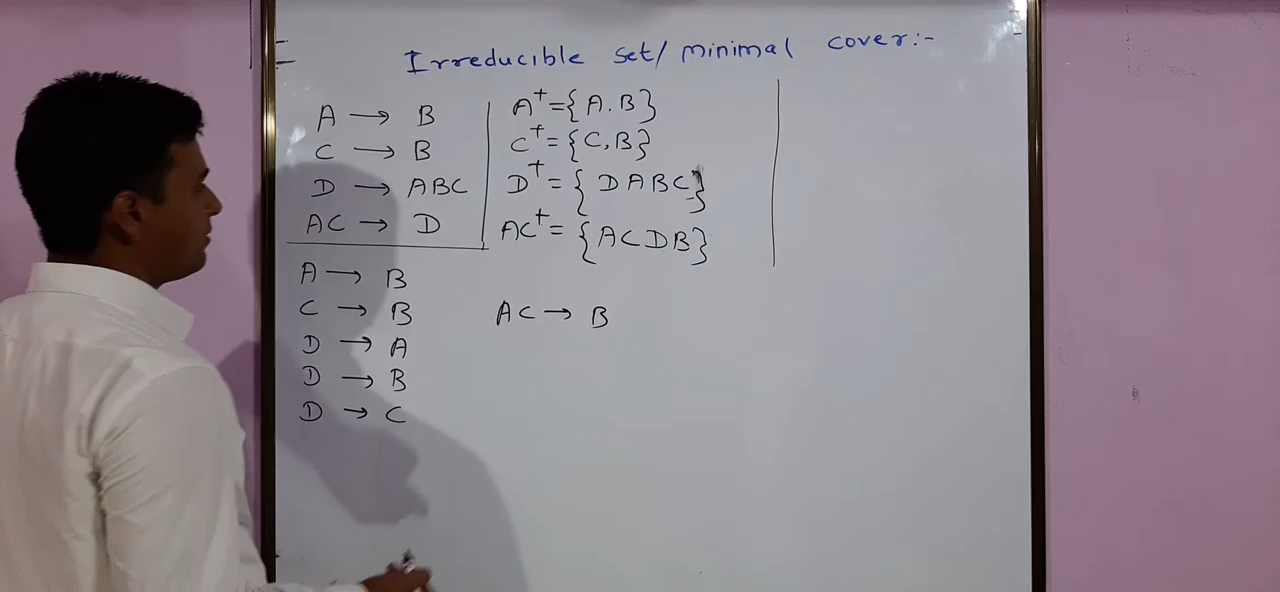 Irreducible set/ minimal cover:-
A → B
C → B
D → ABC
AC → D
A⁺={A.B}
C⁺={C,B}
D⁺={DABC}
AC⁺={ACDB}
A → B
C → B
D → A
D → B
D → C
AC → B